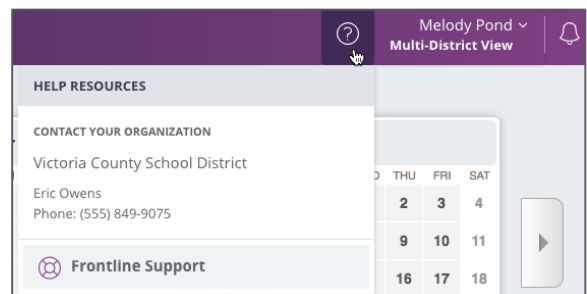 ?
Melody Pond
Multi-District View
HELP RESOURCES
CONTACT YOUR ORGANIZATION
Victoria County School District
Eric Owens
Phone: (555) 849-9075
Frontline Support
THU FRI SAT
2 3 4
9 10 11
16 17 18